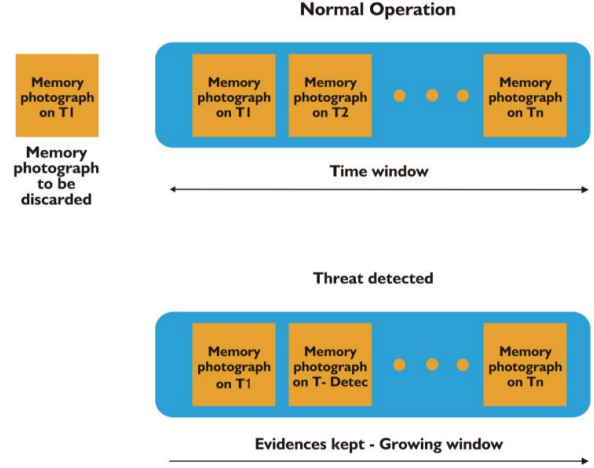 Normal Operation
Memory
photograph
on T1
Memory
photograph
to be
discarded
Memory
photograph
on T1
Memory
photograph
on T2
Memory
photograph
on Tn
Time window
Threat detected
Memory
photograph
on T1
Memory
photograph
on T- Detec
Memory
photograph
on Tn
Evidences kept - Growing window